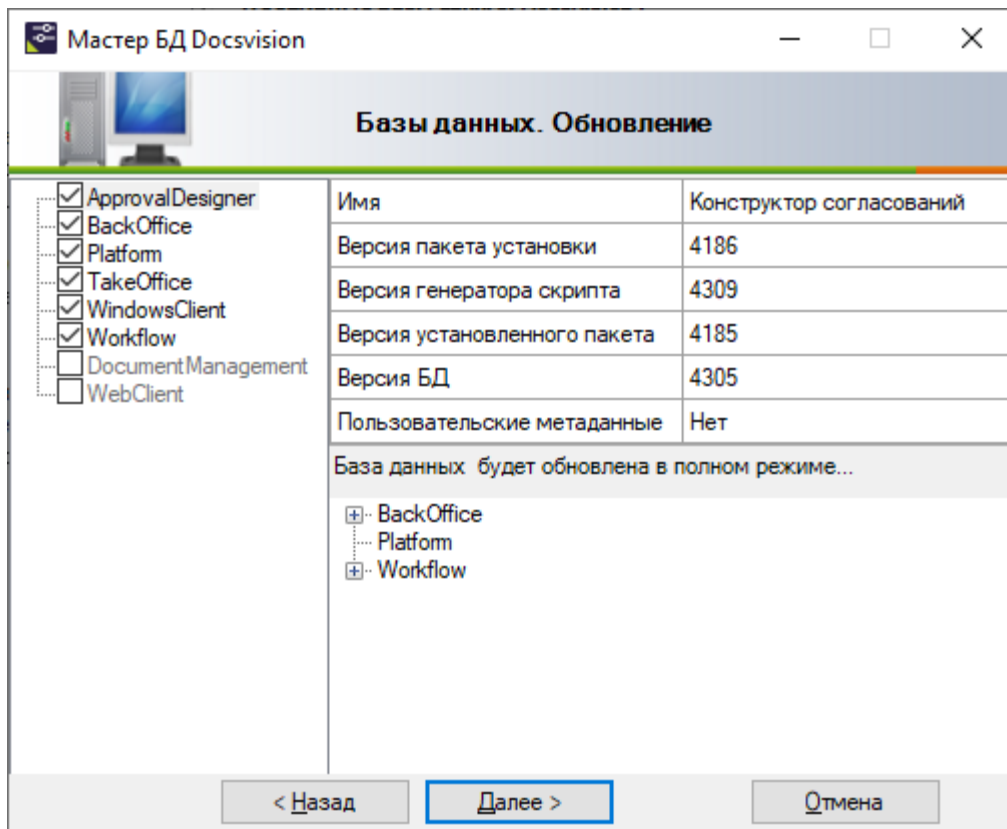 Мастер БД Docsvision
Базы данных. Обновление
ApprovalDesigner
BackOffice
Platform
TakeOffice
WindowsClient
Workflow
DocumentManagement
WebClient
Имя Конструктор согласований
Версия пакета установки 4186
Версия генератора скрипта 4309
Версия установленного пакета 4185
Версия БД 4305
Пользовательские метаданные Нет
База данных будет обновлена в полном режиме...
BackOffice
Platform
Workflow
< Назад Далее > Отмена